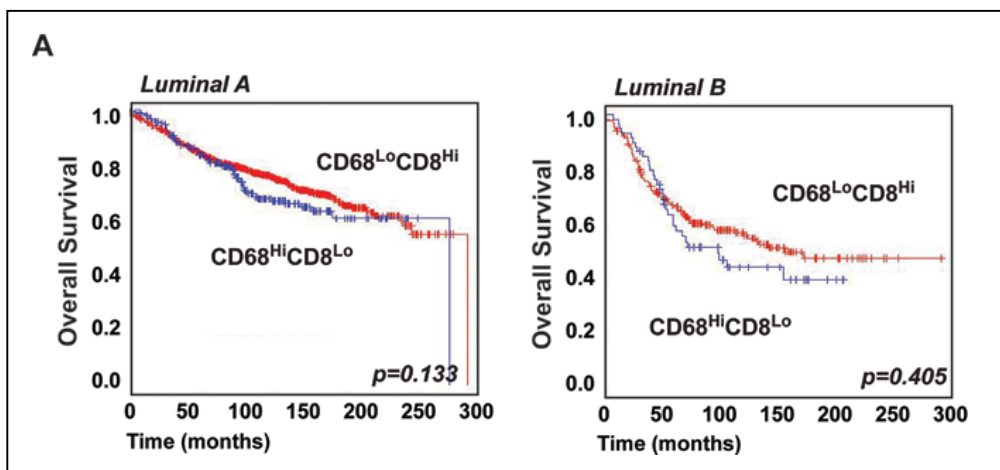 A
Luminal A
Overall Survival
1.0
0.8
0.6
0.4
0.2
0.0
CD68LoCD8Hi
CD68HiCD8Lo
p=0.133
0 50 100 150 200 250 300
Time (months)
Luminal B
Overall Survival
1.0
0.8
0.6
0.4
0.2
0.0
CD68LoCD8Hi
CD68HiCD8Lo
p=0.405
0 50 100 150 200 250 300
Time (months)